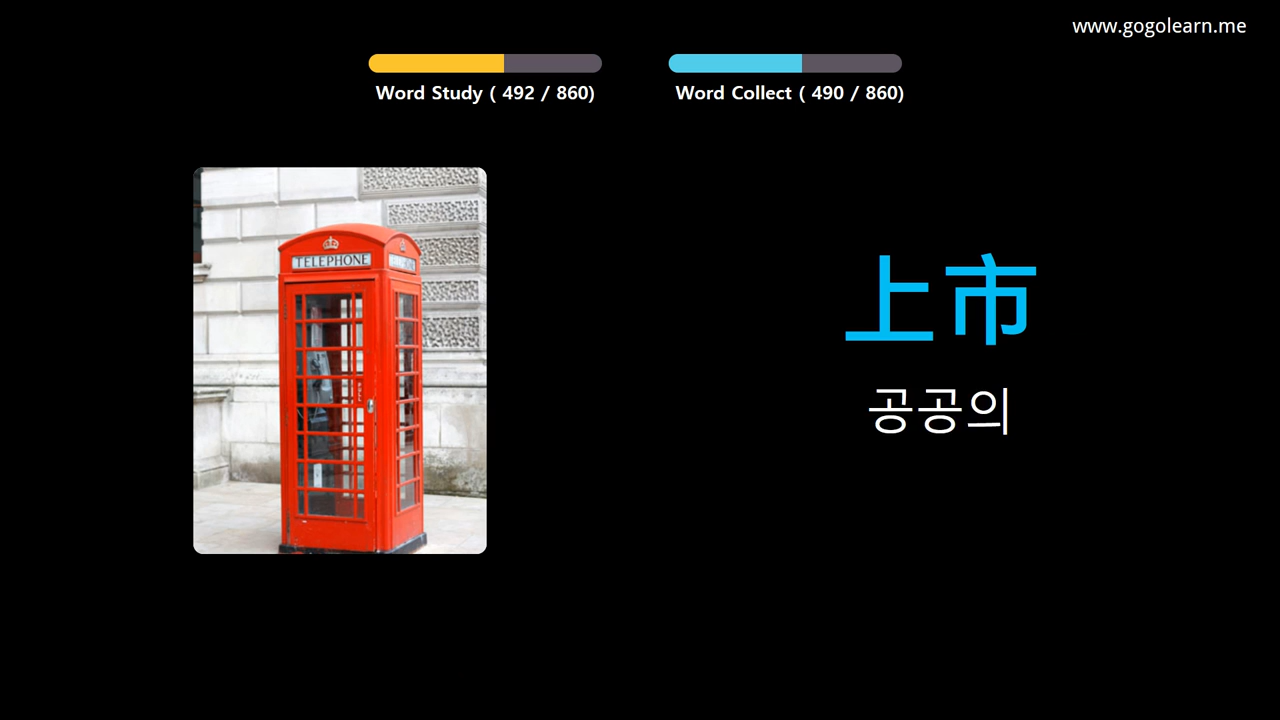 www.gogolearn.me
Word Study ( 492 / 860)
Word Collect ( 490 / 860)
TELEPHONE
上市
공공의